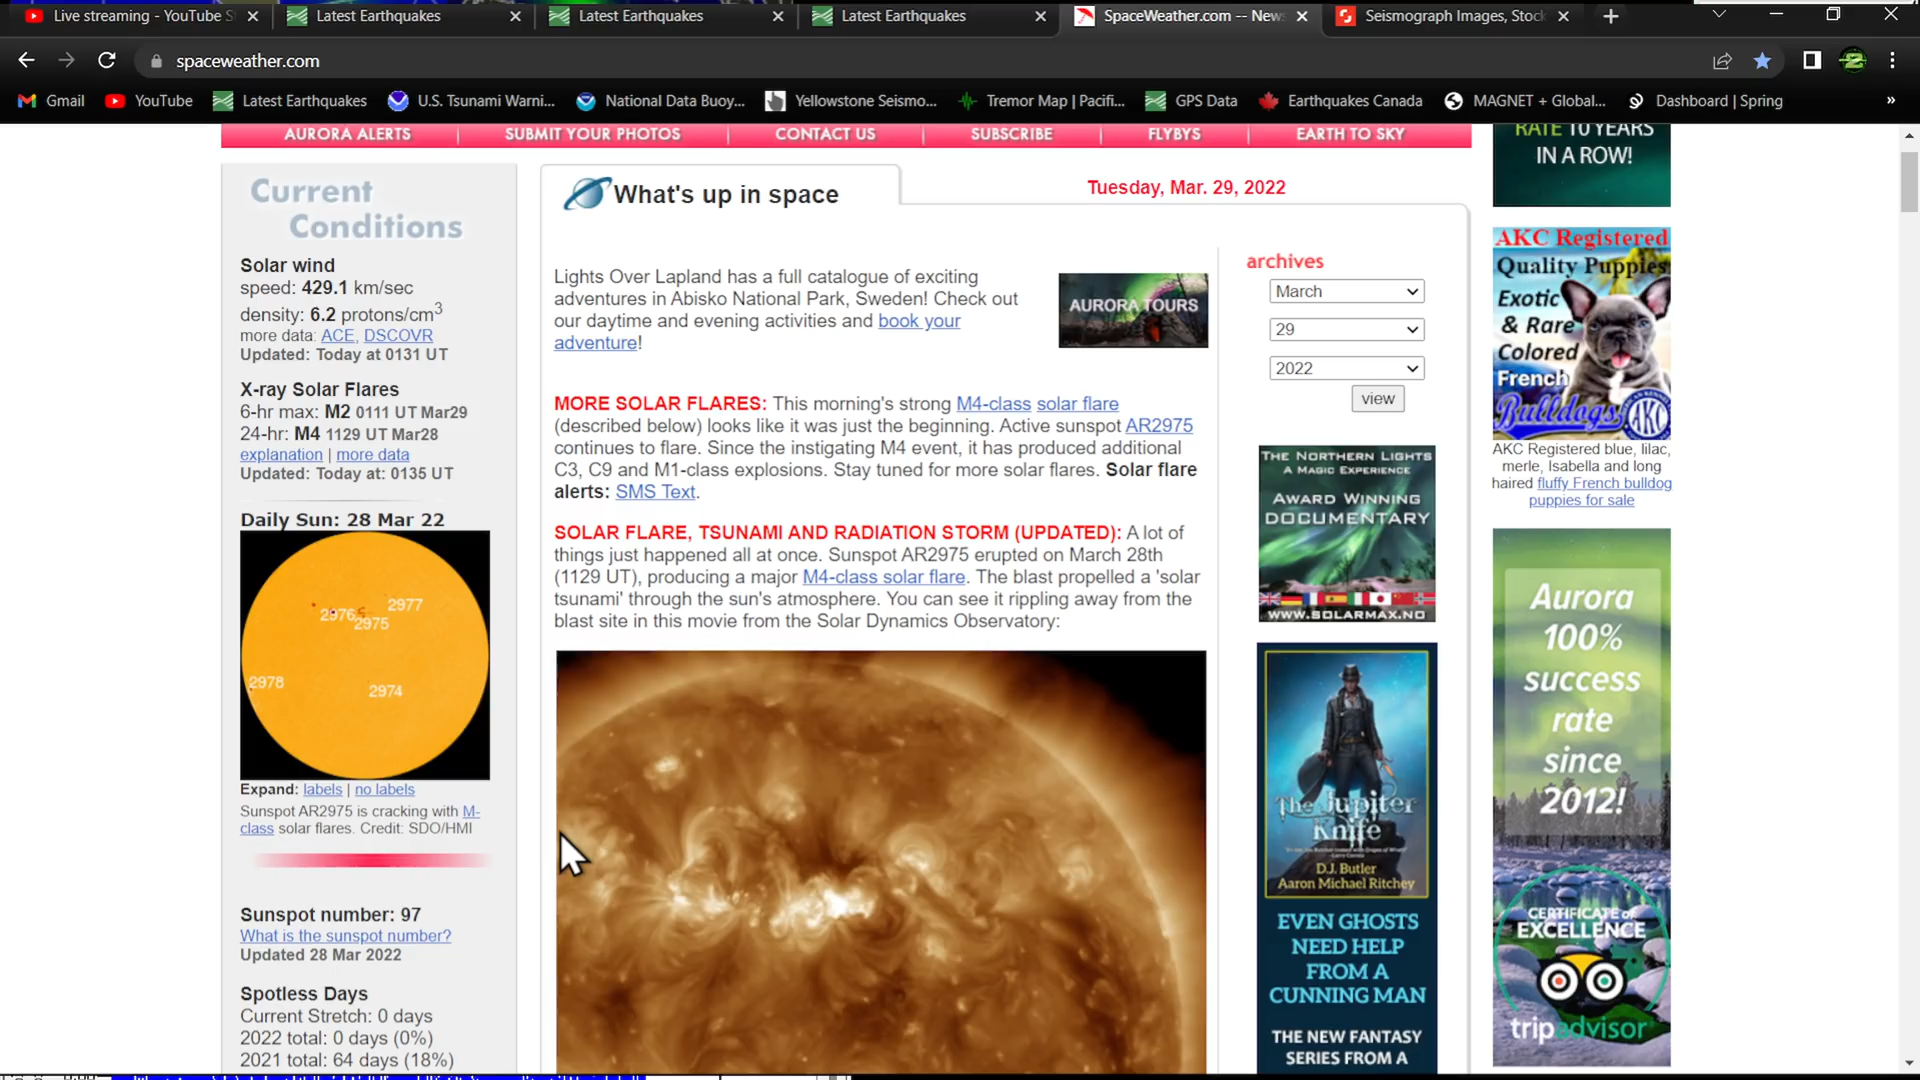 Live streaming - YouTube S
Latest Earthquakes
Latest Earthquakes
Latest Earthquakes
SpaceWeather.com -- New
Seismograph Images, Stock
spaceweather.com
Gmail
YouTube
Latest Earthquakes
U.S. Tsunami Warni...
National Data Buoy...
Yellowstone Seismo...
Tremor Map | Pacifi...
GPS Data
Earthquakes Canada
MAGNET + Global...
Dashboard | Spring
»
AURORA ALERTS
SUBMIT YOUR PHOTOS
CONTACT US
SUBSCRIBE
FLYBYS
EARTH TO SKY
Current
Conditions
Solar wind
speed: 429.1 km/sec
density: 6.2 protons/cm3
more data: ACE, DSCOVR
Updated: Today at 0131 UT
X-ray Solar Flares
6-hr max: M2 0111 UT Mar29
24-hr: M4 1129 UT Mar28
explanation | more data
Updated: Today at: 0135 UT
Daily Sun: 28 Mar 22
2976
2977
2975
2978
2974
Expand: labels | no labels
Sunspot AR2975 is cracking with M-
class solar flares. Credit: SDO/HMI
Sunspot number: 97
What is the sunspot number?
Updated 28 Mar 2022
Spotless Days
Current Stretch: 0 days
2022 total: 0 days (0%)
2021 total: 64 days (18%)
What's up in space
Tuesday, Mar. 29, 2022
Lights Over Lapland has a full catalogue of exciting
adventures in Abisko National Park, Sweden! Check out
our daytime and evening activities and book your
adventure!
AURORA TOURS
MORE SOLAR FLARES: This morning's strong M4-class solar flare
(described below) looks like it was just the beginning. Active sunspot AR2975
continues to flare. Since the instigating M4 event, it has produced additional
C3, C9 and M1-class explosions. Stay tuned for more solar flares. Solar flare
alerts: SMS Text.
SOLAR FLARE, TSUNAMI AND RADIATION STORM (UPDATED): A lot of
things just happened all at once. Sunspot AR2975 erupted on March 28th
(1129 UT), producing a major M4-class solar flare. The blast propelled a 'solar
tsunami' through the sun's atmosphere. You can see it rippling away from the
blast site in this movie from the Solar Dynamics Observatory:
archives
March
29
2022
view
THE NORTHERN LIGHTS
A MAGIC EXPERIENCE
AWARD WINNING
DOCUMENTARY
WWW.SOLARMAX.NO
The Jupiter
Knife
D.J. Butler
Aaron Michael Ritchey
EVEN GHOSTS
NEED HELP
FROM A
CUNNING MAN
THE NEW FANTASY
SERIES FROM A
RATE 10 YEARS
IN A ROW!
AKC Registered
Quality Puppies
Exotic
& Rare
Colored
French
Bulldogs
AKC
AKC Registered blue, lilac,
merle, Isabella and long
haired fluffy French bulldog
puppies for sale
Aurora
100%
success
rate
since
2012!
CERTIFICATE of
EXCELLENCE
tripadvisor